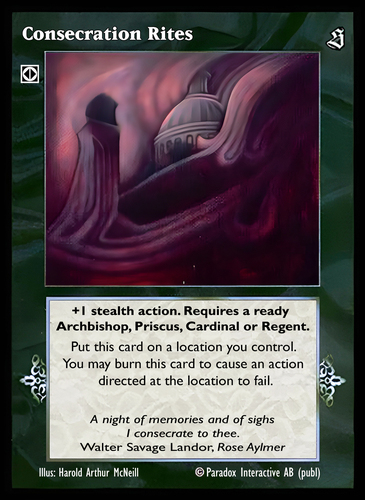 Consecration Rites
+1 stealth action. Requires a ready
Archbishop, Priscus, Cardinal or Regent.
Put this card on a location you control.
You may burn this card to cause an action
directed at the location to fail.
A night of memories and of sighs
I consecrate to thee.
Walter Savage Landor, Rose Aylmer
Illus: Harold Arthur McNeill
© Paradox Interactive AB (publ)